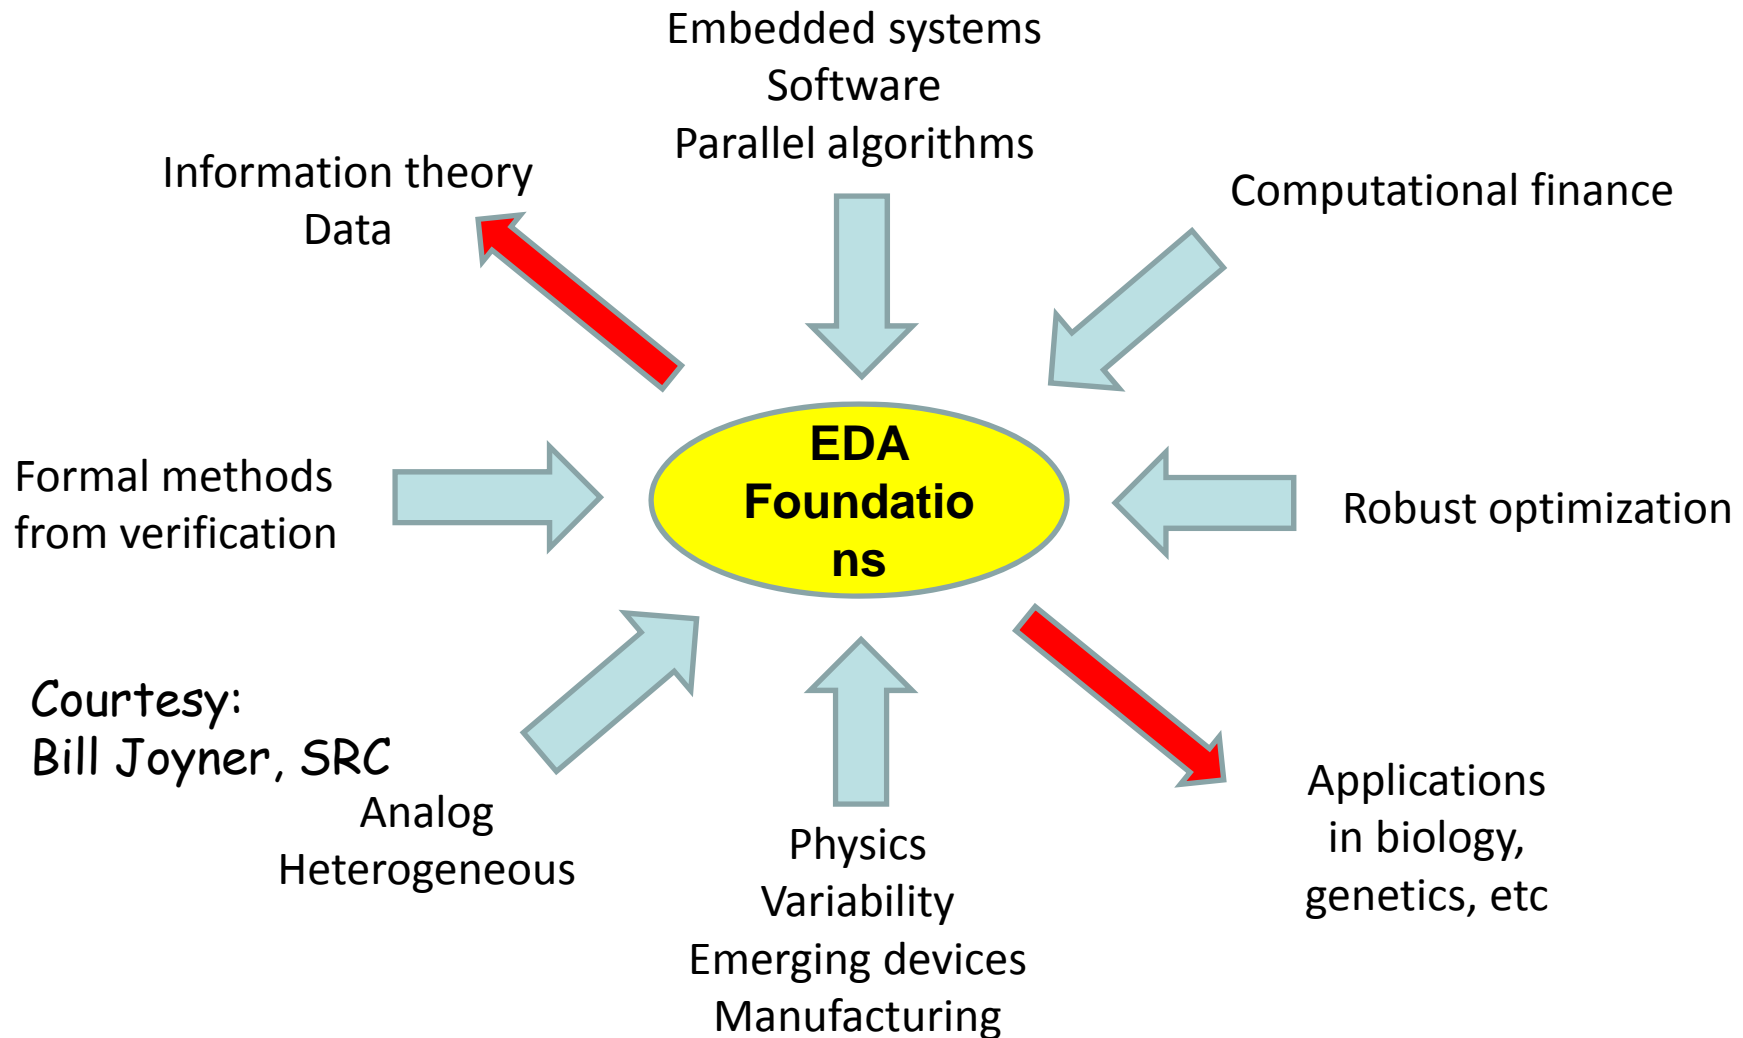 Embedded systems
Software
Parallel algorithms
Information theory
Data
Computational finance
EDA
Foundatio
ns
Formal methods
from verification
Robust optimization
Courtesy:
Bill Joyner, SRC
Analog
Heterogeneous
Physics
Variability
Emerging devices
Manufacturing
Applications
in biology,
genetics, etc